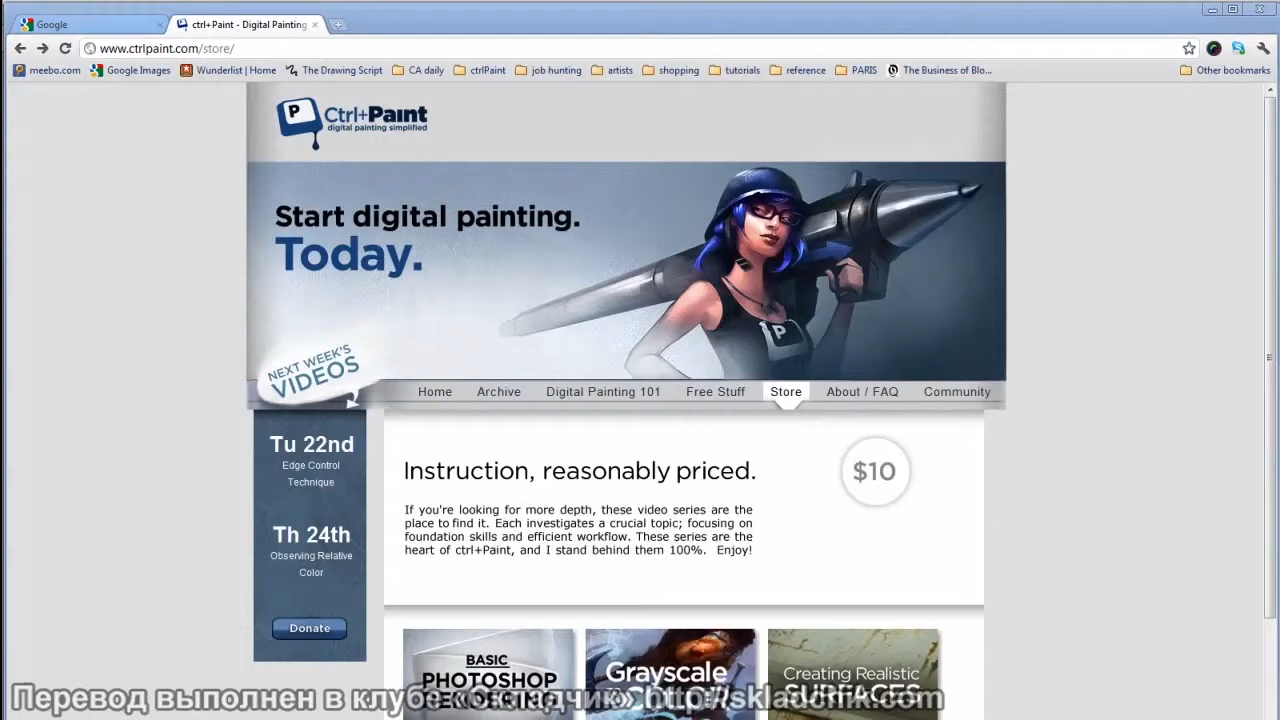 Google
ctrl+Paint - Digital Painting
www.ctrlpaint.com/store/
meebo.com Google Images Wunderlist | Home The Drawing Script CA daily ctrlPaint job hunting artists shopping tutorials reference PARIS The Business of Blo... Other bookmarks
P Ctrl+Paint
digital painting simplified
Start digital painting.
Today.
P
NEXT WEEK'S
VIDEOS
Home Archive Digital Painting 101 Free Stuff Store About / FAQ Community
Tu 22nd
Edge Control
Technique
Th 24th
Observing Relative
Color
Donate
Instruction, reasonably priced.
$10
If you're looking for more depth, these video series are the
place to find it. Each investigates a crucial topic; focusing on
foundation skills and efficient workflow. These series are the
heart of ctrl+Paint, and I stand behind them 100%. Enjoy!
BASIC
PHOTOSHOP
RENDERING
Grayscale
Creating Realistic
SURFACES
Перевод выполнен в клубе «Складчик» http://skladchik.com